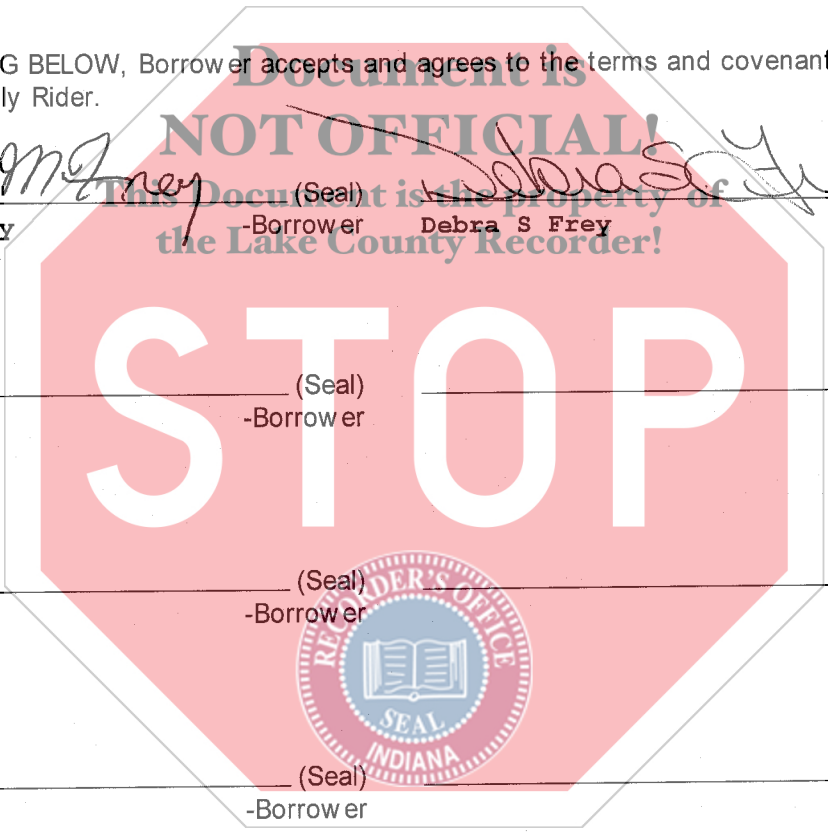 Document is
G BELOW, Borrower accepts and agrees to the terms and covenant
ly Rider.
NOT OFFICIAL!
This Document is the property of
(Seal)
y -Borrower Debra S Frey
the Lake County Recorder!
STOP
(Seal)
-Borrower
(Seal)
-Borrower
RECORDER'S OFFICE
SEAL
INDIANA
(Seal)
-Borrower